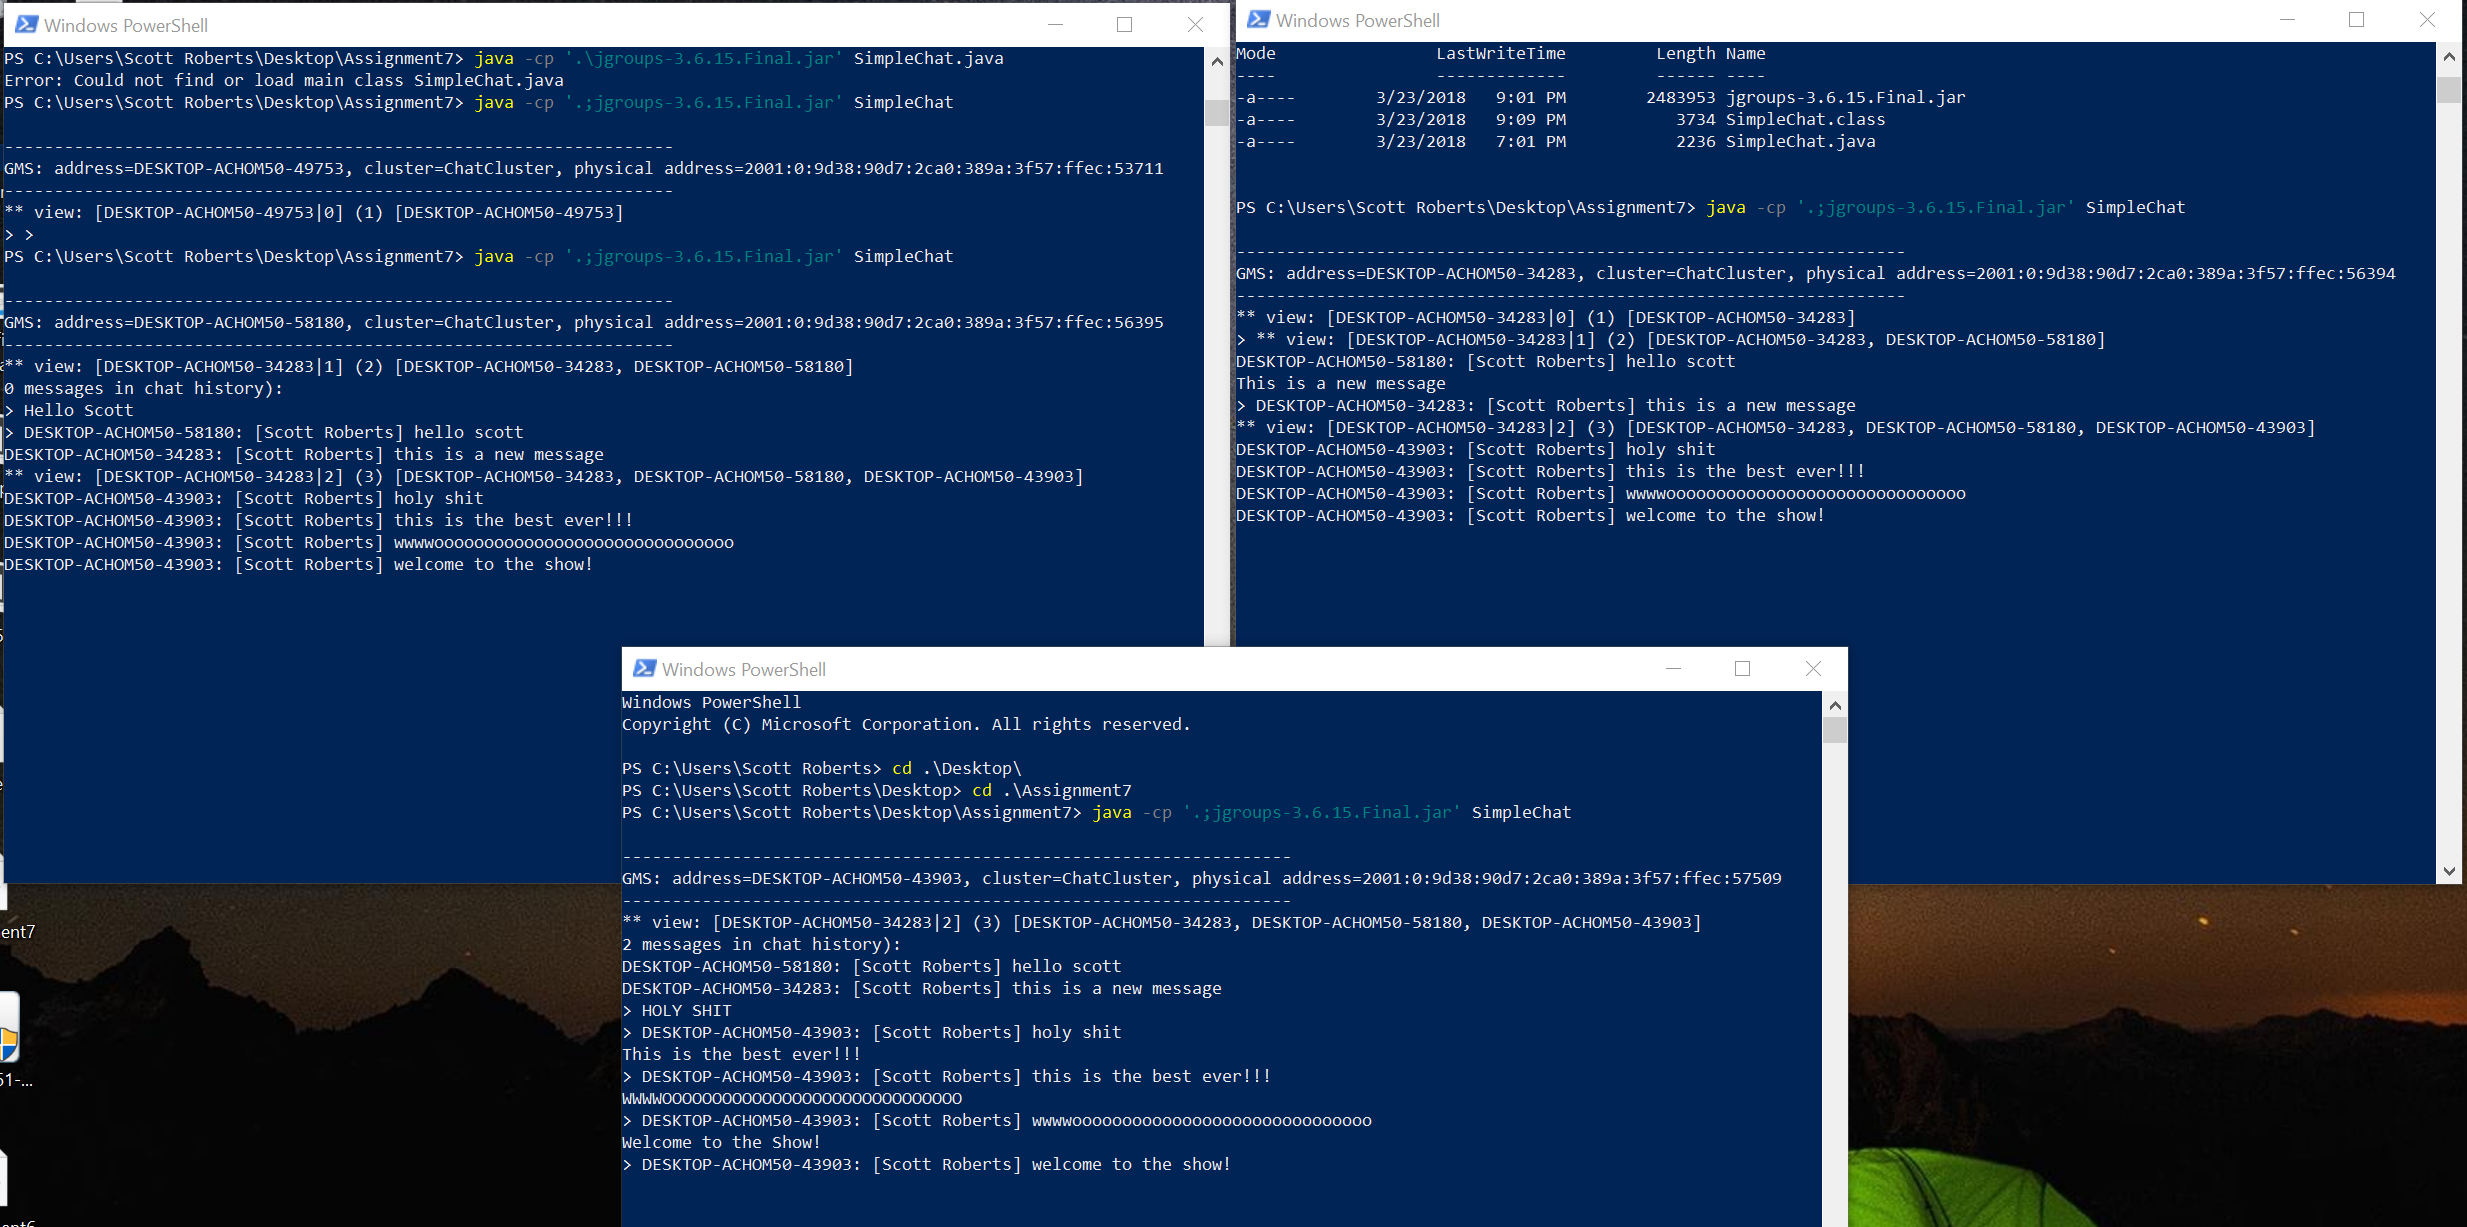 Windows PowerShell
PS C:\Users\Scott Roberts\Desktop\Assignment7> java -cp '.\jgroups-3.6.15.Final.jar' SimpleChat.java
Error: Could not find or load main class SimpleChat.java
PS C:\Users\Scott Roberts\Desktop\Assignment7> java -cp '.;jgroups-3.6.15.Final.jar' SimpleChat
-------------------------------------------------------------------
GMS: address=DESKTOP-ACHOM50-49753, cluster=ChatCluster, physical address=2001:0:9d38:90d7:2ca0:389a:3f57:ffec:53711
-------------------------------------------------------------------
** view: [DESKTOP-ACHOM50-49753|0] (1) [DESKTOP-ACHOM50-49753]
> >
PS C:\Users\Scott Roberts\Desktop\Assignment7> java -cp '.;jgroups-3.6.15.Final.jar' SimpleChat
-------------------------------------------------------------------
GMS: address=DESKTOP-ACHOM50-58180, cluster=ChatCluster, physical address=2001:0:9d38:90d7:2ca0:389a:3f57:ffec:56395
-------------------------------------------------------------------
** view: [DESKTOP-ACHOM50-34283|1] (2) [DESKTOP-ACHOM50-34283, DESKTOP-ACHOM50-58180]
0 messages in chat history):
> Hello Scott
> DESKTOP-ACHOM50-58180: [Scott Roberts] hello scott
DESKTOP-ACHOM50-34283: [Scott Roberts] this is a new message
** view: [DESKTOP-ACHOM50-34283|2] (3) [DESKTOP-ACHOM50-34283, DESKTOP-ACHOM50-58180, DESKTOP-ACHOM50-43903]
DESKTOP-ACHOM50-43903: [Scott Roberts] holy shit
DESKTOP-ACHOM50-43903: [Scott Roberts] this is the best ever!!!
DESKTOP-ACHOM50-43903: [Scott Roberts] wwwwoooooooooooooooooooooooooooooo
DESKTOP-ACHOM50-43903: [Scott Roberts] welcome to the show!
Windows PowerShell
Mode LastWriteTime Length Name
---- ------------- ------ ----
-a---- 3/23/2018 9:01 PM 2483953 jgroups-3.6.15.Final.jar
-a---- 3/23/2018 9:09 PM 3734 SimpleChat.class
-a---- 3/23/2018 7:01 PM 2236 SimpleChat.java
PS C:\Users\Scott Roberts\Desktop\Assignment7> java -cp '.;jgroups-3.6.15.Final.jar' SimpleChat
-------------------------------------------------------------------
GMS: address=DESKTOP-ACHOM50-34283, cluster=ChatCluster, physical address=2001:0:9d38:90d7:2ca0:389a:3f57:ffec:56394
-------------------------------------------------------------------
** view: [DESKTOP-ACHOM50-34283|0] (1) [DESKTOP-ACHOM50-34283]
> ** view: [DESKTOP-ACHOM50-34283|1] (2) [DESKTOP-ACHOM50-34283, DESKTOP-ACHOM50-58180]
DESKTOP-ACHOM50-58180: [Scott Roberts] hello scott
This is a new message
> DESKTOP-ACHOM50-34283: [Scott Roberts] this is a new message
** view: [DESKTOP-ACHOM50-34283|2] (3) [DESKTOP-ACHOM50-34283, DESKTOP-ACHOM50-58180, DESKTOP-ACHOM50-43903]
DESKTOP-ACHOM50-43903: [Scott Roberts] holy shit
DESKTOP-ACHOM50-43903: [Scott Roberts] this is the best ever!!!
DESKTOP-ACHOM50-43903: [Scott Roberts] wwwwoooooooooooooooooooooooooooooo
DESKTOP-ACHOM50-43903: [Scott Roberts] welcome to the show!
Windows PowerShell
Windows PowerShell
Copyright (C) Microsoft Corporation. All rights reserved.
PS C:\Users\Scott Roberts> cd .\Desktop\
PS C:\Users\Scott Roberts\Desktop> cd .\Assignment7
PS C:\Users\Scott Roberts\Desktop\Assignment7> java -cp '.;jgroups-3.6.15.Final.jar' SimpleChat
-------------------------------------------------------------------
GMS: address=DESKTOP-ACHOM50-43903, cluster=ChatCluster, physical address=2001:0:9d38:90d7:2ca0:389a:3f57:ffec:57509
-------------------------------------------------------------------
** view: [DESKTOP-ACHOM50-34283|2] (3) [DESKTOP-ACHOM50-34283, DESKTOP-ACHOM50-58180, DESKTOP-ACHOM50-43903]
2 messages in chat history):
DESKTOP-ACHOM50-58180: [Scott Roberts] hello scott
DESKTOP-ACHOM50-34283: [Scott Roberts] this is a new message
> HOLY SHIT
> DESKTOP-ACHOM50-43903: [Scott Roberts] holy shit
This is the best ever!!!
> DESKTOP-ACHOM50-43903: [Scott Roberts] this is the best ever!!!
WWWWOOOOOOOOOOOOOOOOOOOOOOOOOOOOOO
> DESKTOP-ACHOM50-43903: [Scott Roberts] wwwwoooooooooooooooooooooooooooooo
Welcome to the Show!
> DESKTOP-ACHOM50-43903: [Scott Roberts] welcome to the show!
ent7
51-...